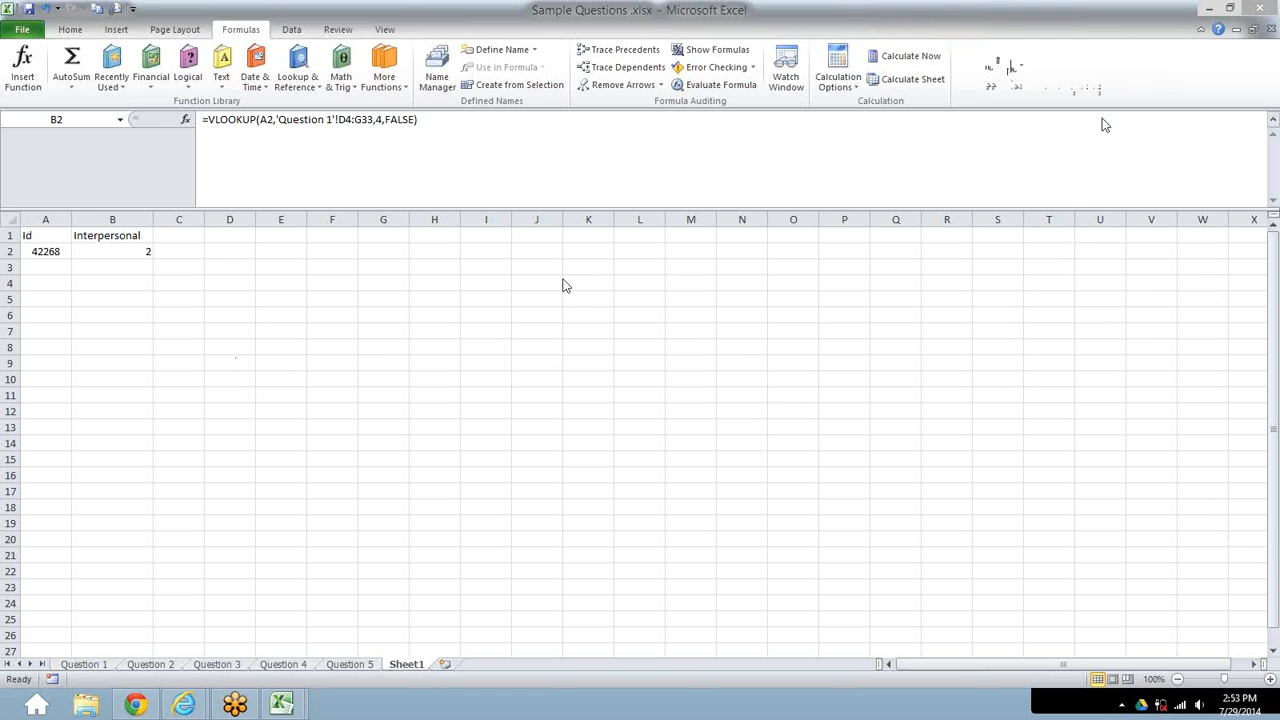 Sample Questions .xlsx - Microsoft Excel
File Home Insert Page Layout Formulas Data Review View
fx Insert Function
Σ AutoSum
Recently Used
Financial
Logical
Text
Date & Time
Lookup & Reference
Math & Trig
More Functions
Function Library
Name Manager
Define Name
Use in Formula
Create from Selection
Defined Names
Trace Precedents
Trace Dependents
Remove Arrows
Show Formulas
Error Checking
Evaluate Formula
Formula Auditing
Watch Window
Calculation Options
Calculate Now
Calculate Sheet
Calculation
B2 fx =VLOOKUP(A2,'Question 1'!D4:G33,4,FALSE)
A B C D E F G H I J K L M N O P Q R S T U V W X
1 Id Interpersonal
2 42268 2
3
4
5
6
7
8
9
10
11
12
13
14
15
16
17
18
19
20
21
22
23
24
25
26
27
Question 1 Question 2 Question 3 Question 4 Question 5 Sheet1
Ready 100%
2:53 PM
7/29/2014